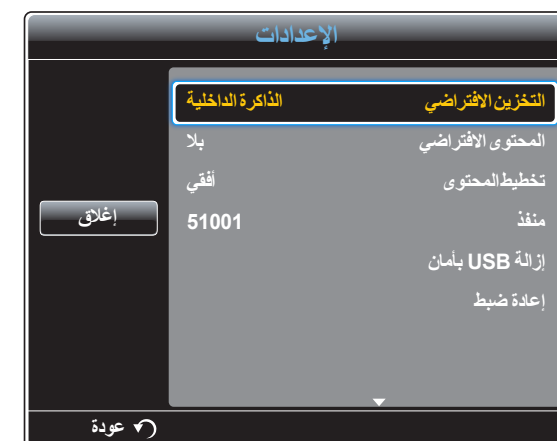 الإعدادات
التخزين الافتراضي الذاكرة الداخلية
المحتوى الافتراضي بلا
تخطيط المحتوى أفقي
منفذ 51001
إزالة USB بأمان
إعادة ضبط
إغلاق
عودة